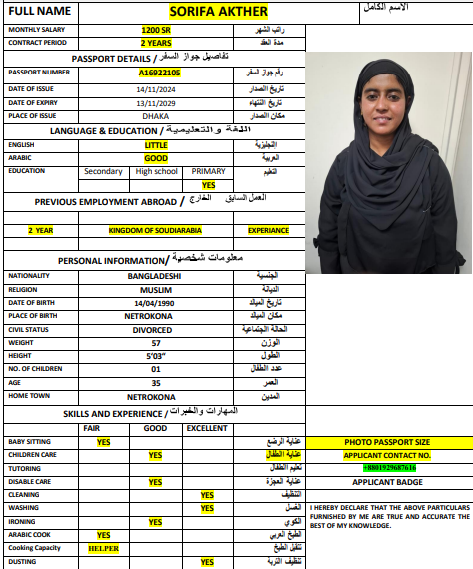 FULL NAME SORIFA AKTHER الاسم الكامل
MONTHLY SALARY 1200 SR راتب الشهر
CONTRACT PERIOD 2 YEARS مدة العقد
PASSPORT DETAILS / تفاصيل جواز السفر
PASSPORT NUMBER A16922105 رقم جواز السفر
DATE OF ISSUE 14/11/2024 تاريخ الصدار
DATE OF EXPIRY 13/11/2029 تاريخ النتهاء
PLACE OF ISSUE DHAKA مكان الصدار
LANGUAGE & EDUCATION / اللغة والتعليمية
ENGLISH LITTLE الإنجليزية
ARABIC GOOD العربية
EDUCATION Secondary High school PRIMARY التعليم
YES
PREVIOUS EMPLOYMENT ABROAD / العمل السابق الخارج
2 YEAR KINGDOM OF SOUDIARABIA EXPERIANCE
PERSONAL INFORMATION/ معلومات شخصية
NATIONALITY BANGLADESHI الجنسية
RELIGION MUSLIM الديانة
DATE OF BIRTH 14/04/1990 تاريخ الميلاد
PLACE OF BIRTH NETROKONA مكان الميلاد
CIVIL STATUS DIVORCED الحالة الاجتماعية
WEIGHT 57 الوزن
HEIGHT 5'03" الطول
NO. OF CHILDREN 01 عدد الطفال
AGE 35 العمر
HOME TOWN NETROKONA المدين
SKILLS AND EXPERIENCE / المهارات والخبرات
FAIR GOOD EXCELLENT
BABY SITTING YES عناية الرضع PHOTO PASSPORT SIZE
CHILDREN CARE YES عناية الطفال APPLICANT CONTACT NO.
TUTORING تعليم الطفال +8801929687616
DISABLE CARE YES عناية العجزة APPLICANT BADGE
CLEANING YES التنظيف
WASHING YES الغسل I HEREBY DECLARE THAT THE ABOVE PARTICULARS
IRONING YES الكوي FURNISHED BY ME ARE TRUE AND ACCURATE THE
ARABIC COOK YES الطبخ العربي BEST OF MY KNOWLEDGE.
Cooking Capacity HELPER الطبخ
DUSTING YES تنظيف التربة